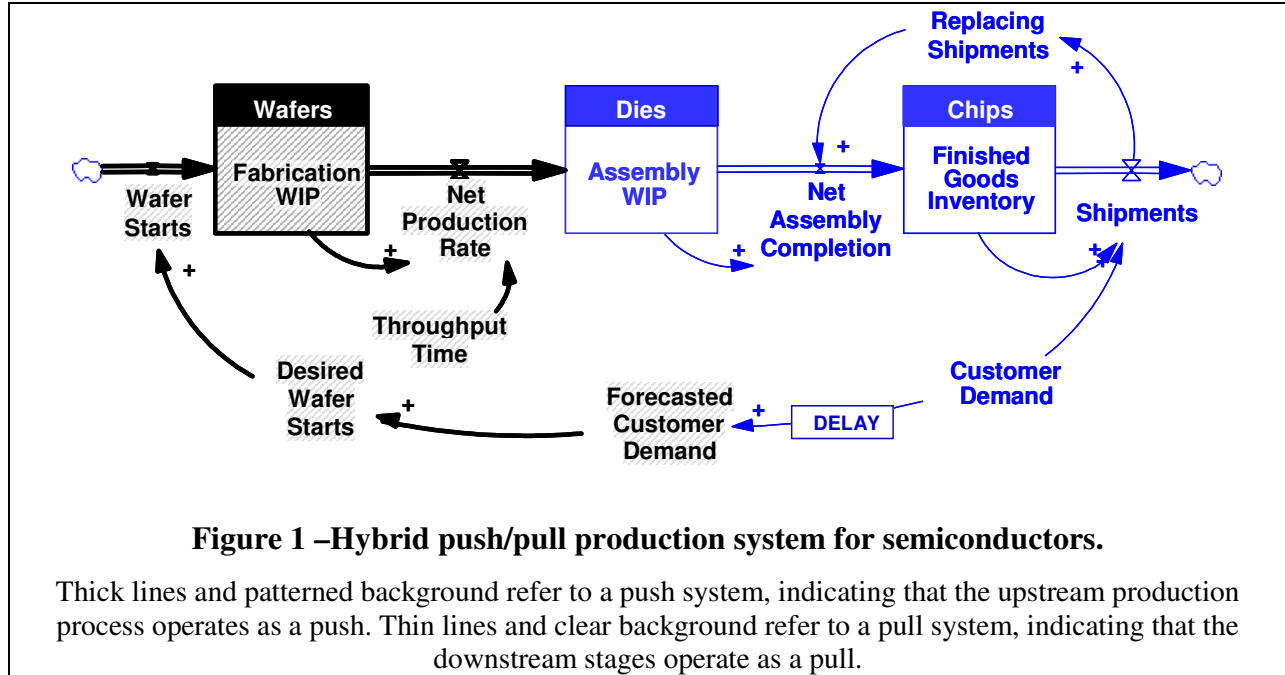 Replacing
Shipments
+
Wafers
Dies
Chips
Fabrication
WIP
Assembly
WIP
Finished
Goods
Inventory
+
Wafer
Starts
Net
Production
Rate
Net
Assembly
Completion
Shipments
+
+
+
+
+
Throughput
Time
Desired
Wafer
Starts
+
Forecasted
Customer
Demand
+
DELAY
Customer
Demand
Figure 1 –Hybrid push/pull production system for semiconductors.
Thick lines and patterned background refer to a push system, indicating that the upstream production
process operates as a push. Thin lines and clear background refer to a pull system, indicating that the
downstream stages operate as a pull.